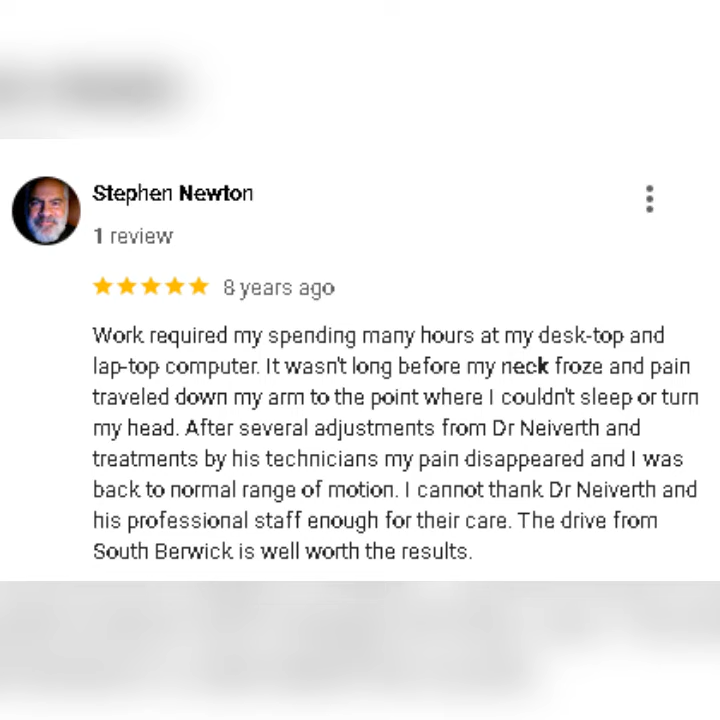 Stephen Newton
1 review
8 years ago
Work required my spending many hours at my desk-top and
lap-top computer. It wasn't long before my neck froze and pain
traveled down my arm to the point where I couldn't sleep or turn
my head. After several adjustments from Dr Neiverth and
treatments by his technicians my pain disappeared and I was
back to normal range of motion. I cannot thank Dr Neiverth and
his professional staff enough for their care. The drive from
South Berwick is well worth the results.